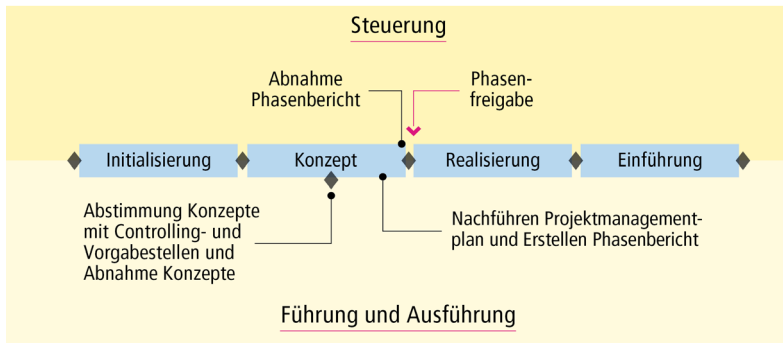 Steuerung
Abnahme
Phasenbericht
Phasen-
freigabe
Initialisierung
Konzept
Realisierung
Einführung
Abstimmung Konzepte
mit Controlling- und
Vorgabestellen und
Abnahme Konzepte
Nachführen Projektmanagement-
plan und Erstellen Phasenbericht
Führung und Ausführung